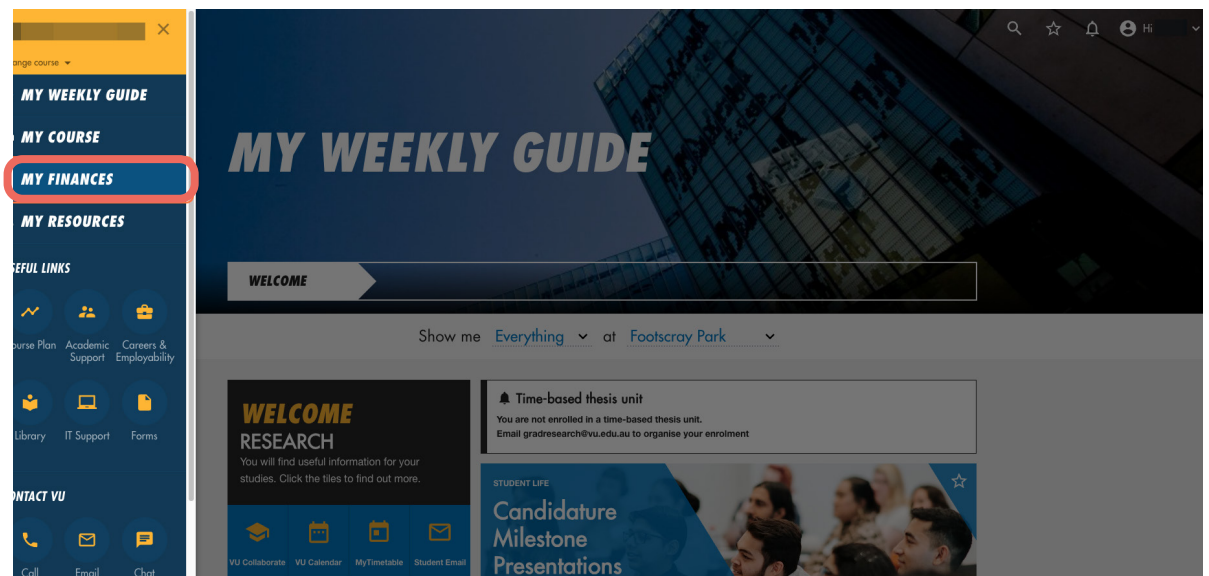 Hi
ange course
MY WEEKLY GUIDE
MY COURSE
MY FINANCES
MY RESOURCES
SEFUL LINKS
ourse Plan
Academic
Support
Careers &
Employability
Library
IT Support
Forms
ONTACT VU
Call
Email
Chat
MY WEEKLY GUIDE
WELCOME
Show me Everything at Footscray Park
WELCOME
RESEARCH
You will find useful information for your
studies. Click the tiles to find out more.
VU Collaborate
VU Calendar
MyTimetable
Student Email
Time-based thesis unit
You are not enrolled in a time-based thesis unit.
Email gradresearch@vu.edu.au to organise your enrolment
STUDENT LIFE
Candidature
Milestone
Presentations